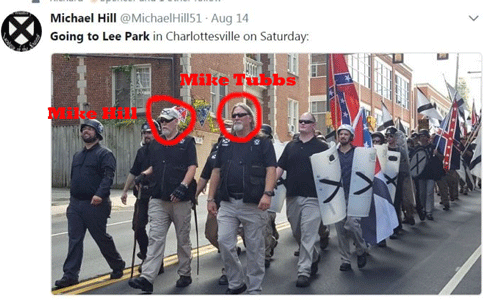 Michael Hill @MichaelHill51 · Aug 14
Going to Lee Park in Charlottesville on Saturday:
Mike Tubbs
Mike Hill